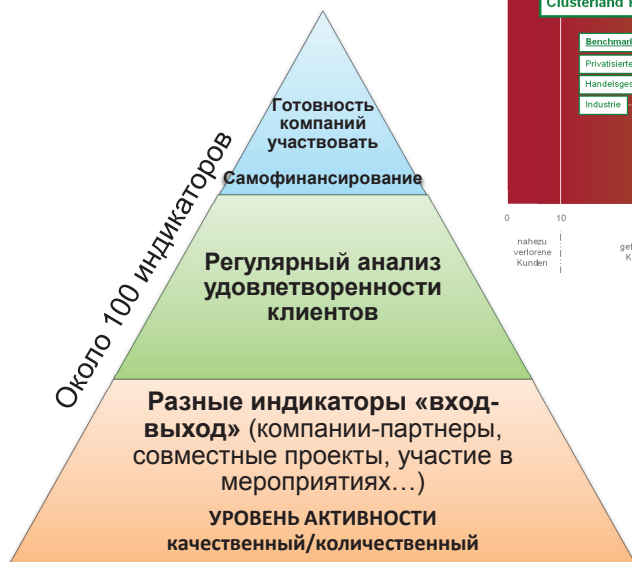 Clusterland
Benchmark
Privatisierte
Handelsges
Industrie
0
10
nahezu
verlorene
Kunden
Около 100 индикаторов
Готовность
компаний
участвовать
Самофинансирование
Регулярный анализ
удовлетворенности
клиентов
Разные индикаторы «вход-
выход» (компании-партнеры,
совместные проекты, участие в
мероприятиях…)
УРОВЕНЬ АКТИВНОСТИ
качественный/количественный